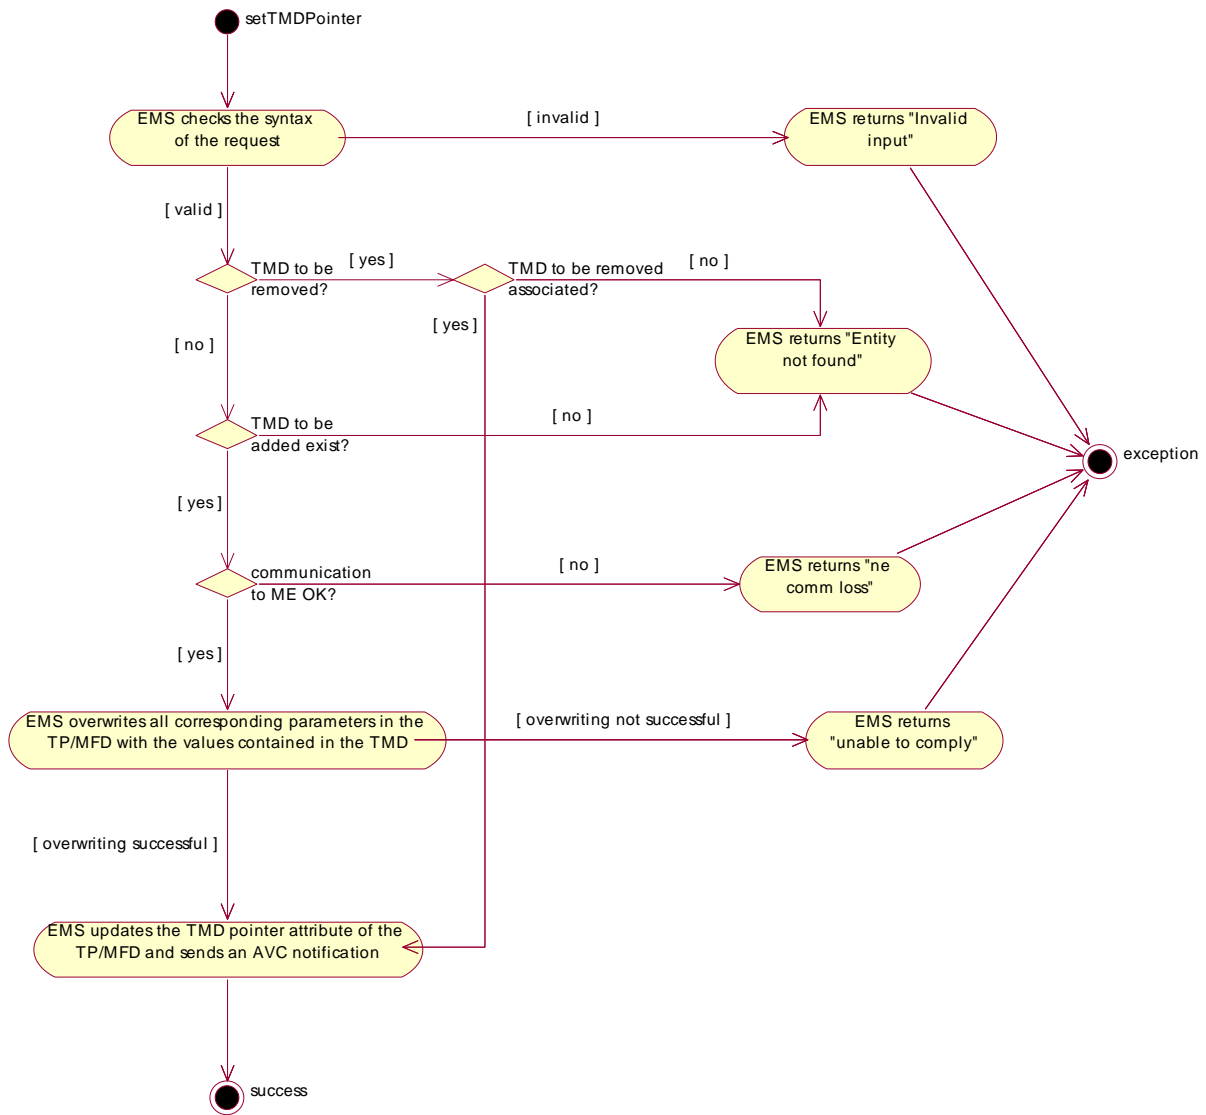 setTMDPointer
EMS checks the syntax
of the request
[ invalid ]
EMS returns "Invalid
input"
[ valid ]
TMD to be
removed?
[ yes ]
TMD to be removed
associated?
[ no ]
[ yes ]
[ no ]
EMS returns "Entity
not found"
TMD to be
added exist?
[ no ]
exception
[ yes ]
communication
to ME OK?
[ no ]
EMS returns "ne
comm loss"
[ yes ]
EMS overwrites all corresponding parameters in the
TP/MFD with the values contained in the TMD
[ overwriting not successful ]
EMS returns
"unable to comply"
[ overwriting successful ]
EMS updates the TMD pointer attribute of the
TP/MFD and sends an AVC notification
success